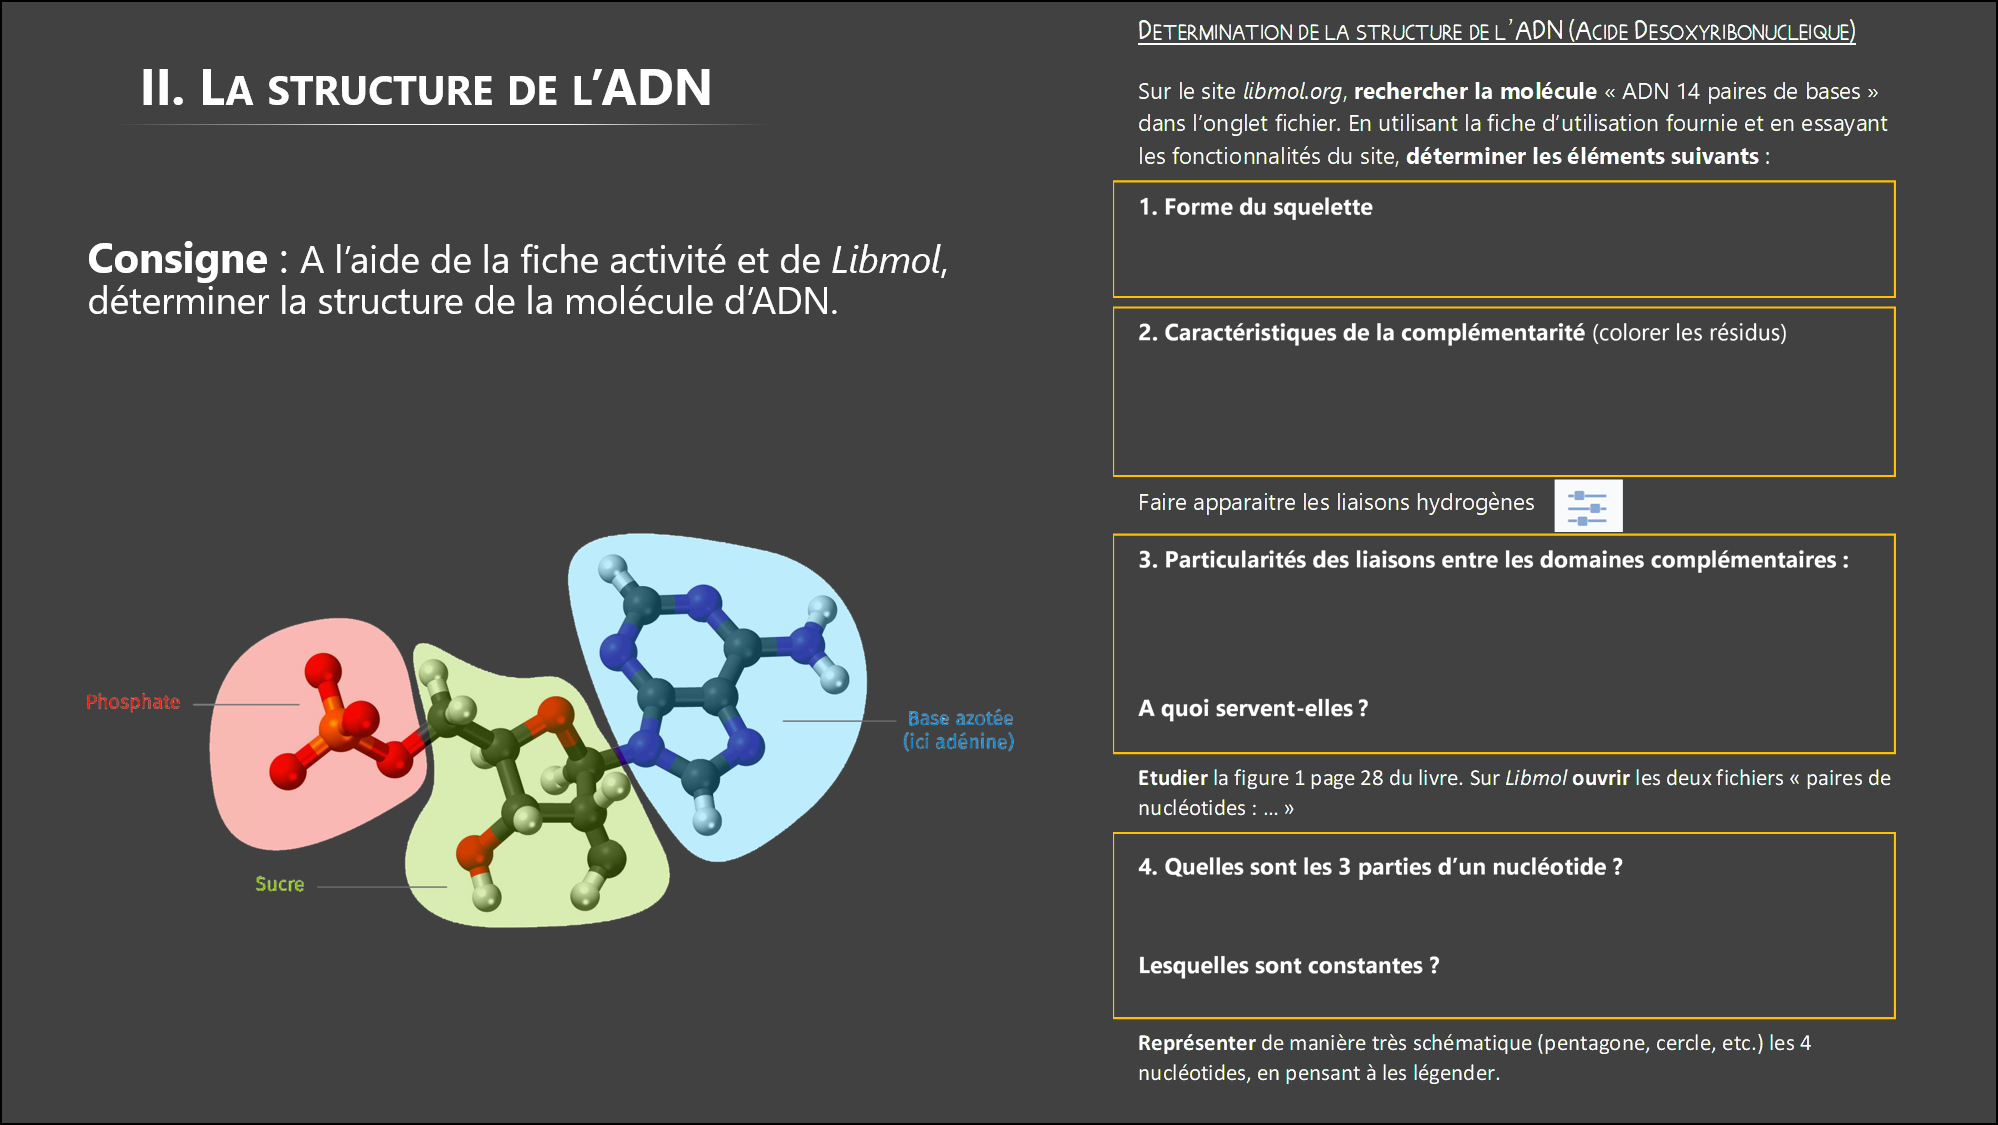 II. LA STRUCTURE DE L'ADN
Consigne : A l'aide de la fiche activité et de Libmol,
déterminer la structure de la molécule d'ADN.
Phosphate
Sucre
Base azotée
(ici adénine)
DETERMINATION DE LA STRUCTURE DE L'ADN (ACIDE DESOXYRIBONUCLEIQUE)
Sur le site libmol.org, rechercher la molécule « ADN 14 paires de bases »
dans l'onglet fichier. En utilisant la fiche d'utilisation fournie et en essayant
les fonctionnalités du site, déterminer les éléments suivants :
1. Forme du squelette
2. Caractéristiques de la complémentarité (colorer les résidus)
Faire apparaitre les liaisons hydrogènes
3. Particularités des liaisons entre les domaines complémentaires :
A quoi servent-elles ?
Etudier la figure 1 page 28 du livre. Sur Libmol ouvrir les deux fichiers « paires de
nucléotides : ... »
4. Quelles sont les 3 parties d'un nucléotide ?
Lesquelles sont constantes ?
Représenter de manière très schématique (pentagone, cercle, etc.) les 4
nucléotides, en pensant à les légender.